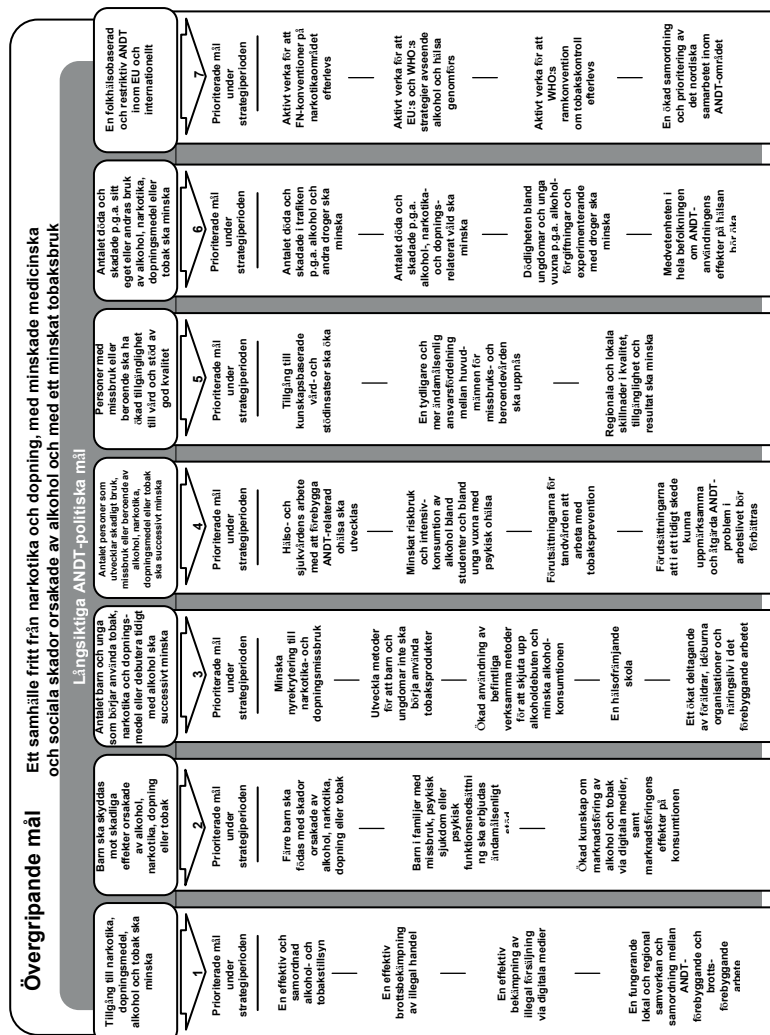 Övergripande mål
Ett samhälle fritt från narkotika och dopning, med minskade medicinska
och sociala skador orsakade av alkohol och med ett minskat tobaksbruk
Långsiktiga ANDT-politiska mål
Tillgång till narkotika,
dopningsmedel,
alkohol och tobak ska
minska
1
Prioriterade mål
under
strategiperioden
En effektiv och
samordnad
alkohol- och
tobakstillsyn
En effektiv
brottsbekämpning
av illegal handel
En effektiv
bekämpning av
illegal försäljning
via digitala medier
En fungerande
lokal och regional
samverkan och
samordning mellan
ANDT-
förebyggande och
brotts-
förebyggande
arbete
Barn ska skyddas
mot skadliga
effekter orsakade
av alkohol,
narkotika, dopning
eller tobak
2
Prioriterade mål
under
strategiperioden
Färre barn ska
födas med skador
orsakade av
alkohol, narkotika,
dopning eller tobak
Barn i familjer med
missbruk, psykisk
sjukdom eller
psykisk
funktionsnedsättni
ng ska erbjudas
ändamålsenligt
stöd
Ökad kunskap om
marknadsföring av
alkohol och tobak
via digitala medier,
samt
marknadsföringens
effekter på
konsumtionen
Antalet barn och unga
som börjar använda tobak,
narkotika och dopnings-
medel eller debutera tidigt
med alkohol ska
successivt minska
3
Prioriterade mål
under
strategiperioden
Minska
nyrekrytering till
narkotika- och
dopningsmissbruk
Utveckla metoder
för att barn och
ungdomar inte ska
börja använda
tobaksprodukter
Ökad användning av
befintliga
verksamma metoder
för att skjuta upp
alkoholdebuten och
minska alkohol-
konsumtionen
En hälsofrämjande
skola
Ett ökat deltagande
av föräldrar, idéburna
organisationer och
näringsliv i det
förebyggande arbetet
Antalet personer som
utvecklar skadligt bruk,
missbruk eller beroende av
alkohol, narkotika,
dopningsmedel eller tobak
ska successivt minska
4
Prioriterade mål
under
strategiperioden
Hälso- och
sjukvårdens arbete
med att förebygga
ANDT-relaterad
ohälsa ska
utvecklas
Minskat riskbruk
och intensiv-
konsumtion av
alkohol bland
studenter och bland
unga vuxna med
psykisk ohälsa
Förutsättningarna för
tandvården att
arbeta med
tobaksprevention
Förutsättningarna
att i ett tidigt skede
kunna
uppmärksamma
och åtgärda ANDT-
problem i
arbetslivet bör
förbättras
Personer med
missbruk eller
beroende ska ha
ökad tillgänglighet
till vård och stöd av
god kvalitet
5
Prioriterade mål
under
strategiperioden
Tillgång till
kunskapsbaserade
vård- och
stödinsatser ska öka
En tydligare och
mer ändamålsenlig
ansvarsfördelning
mellan huvud-
männen för
missbruks- och
beroendevården
ska uppnås
Regionala och lokala
skillnader i kvalitet,
tillgänglighet och
resultat ska minska
Antalet döda och
skadade p.g.a. sitt
eget eller andras bruk
av alkohol, narkotika,
dopningsmedel eller
tobak ska minska
6
Prioriterade mål
under
strategiperioden
Antalet döda och
skadade i trafiken
p.g.a. alkohol och
andra droger ska
minska
Antalet döda och
skadade p.g.a.
alkohol-, narkotika-
och dopnings-
relaterat våld ska
minska
Dödligheten bland
ungdomar och unga
vuxna p.g.a. alkohol-
förgiftningar och
experimenterande
med droger ska
minska
Medvetenheten i
hela befolkningen
om ANDT-
användningens
effekter på hälsan
bör öka
En folkhälsobaserad
och restriktiv ANDT
inom EU och
internationellt
7
Prioriterade mål
under
strategiperioden
Aktivt verka för att
FN-konventioner på
narkotikaområdet
efterlevs
Aktivt verka för att
EU:s och WHO:s
strategier avseende
alkohol och hälsa
genomförs
Aktivt verka för att
WHO:s
ramkonvention
om tobakskontroll
efterlevs
En ökad samordning
och prioritering av
det nordiska
samarbetet inom
ANDT-området